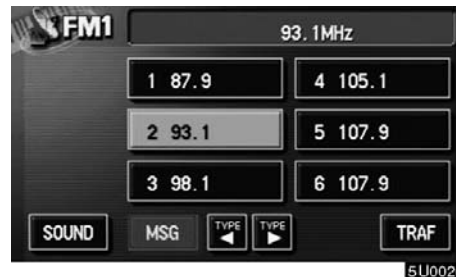 FM1
93.1MHz
1 87.9
4 105.1
2 93.1
5 107.9
3 98.1
6 107.9
SOUND
MSG
TYPE
TYPE
TRAF
5U002